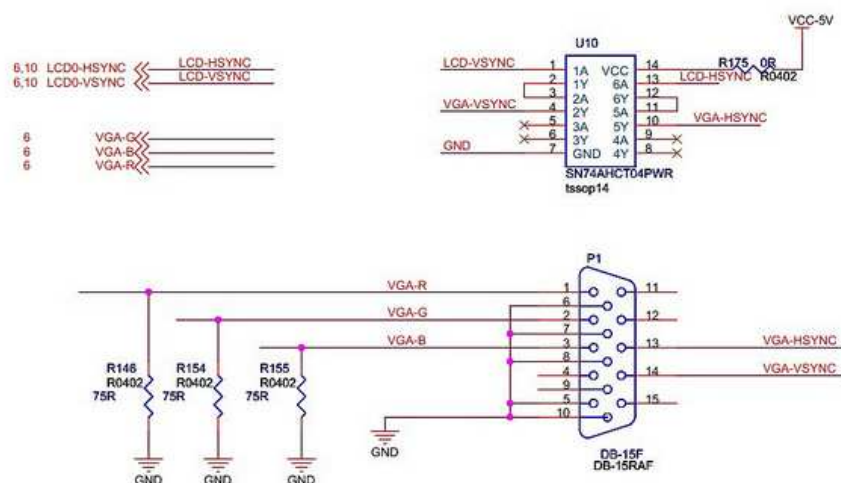 VCC-5V
U10
6,10 LCD0-HSYNC LCD-HSYNC
6,10 LCD0-VSYNC LCD-VSYNC
LCD-VSYNC 1 1A VCC 14 R175 0R
2 1Y 6A 13 LCD-HSYNC R0402
3 2A 6Y 12
VGA-VSYNC 4 2Y 5A 11
5 3A 5Y 10 VGA-HSYNC
6 3Y 4A 9
GND 7 GND 4Y 8
SN74AHCT04PWR
tssop14
6 VGA-G
6 VGA-B
6 VGA-R
P1
VGA-R 1 11
6
VGA-G 2 12
7
VGA-B 3 13 VGA-HSYNC
8
4 14 VGA-VSYNC
9
5 15
10
R146 R154 R155
R0402 R0402 R0402
75R 75R 75R
GND
DB-15F
DB-15RAF
GND GND GND